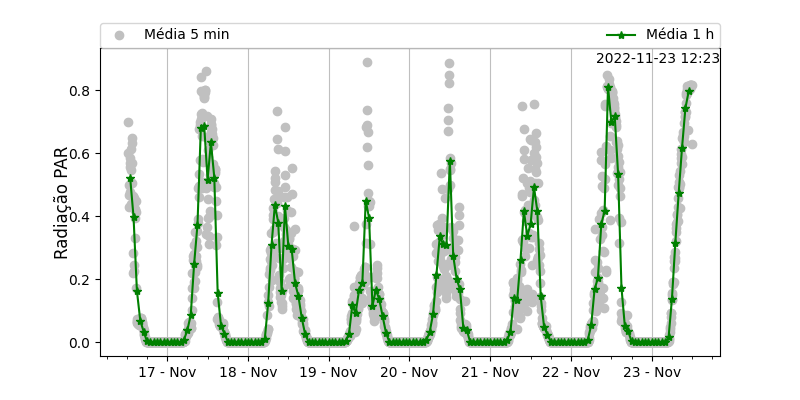 Média 5 min
Média 1 h
2022-11-23 12:23
Radiação PAR
0.8
0.6
0.4
0.2
0.0
17 - Nov
18 - Nov
19 - Nov
20 - Nov
21 - Nov
22 - Nov
23 - Nov